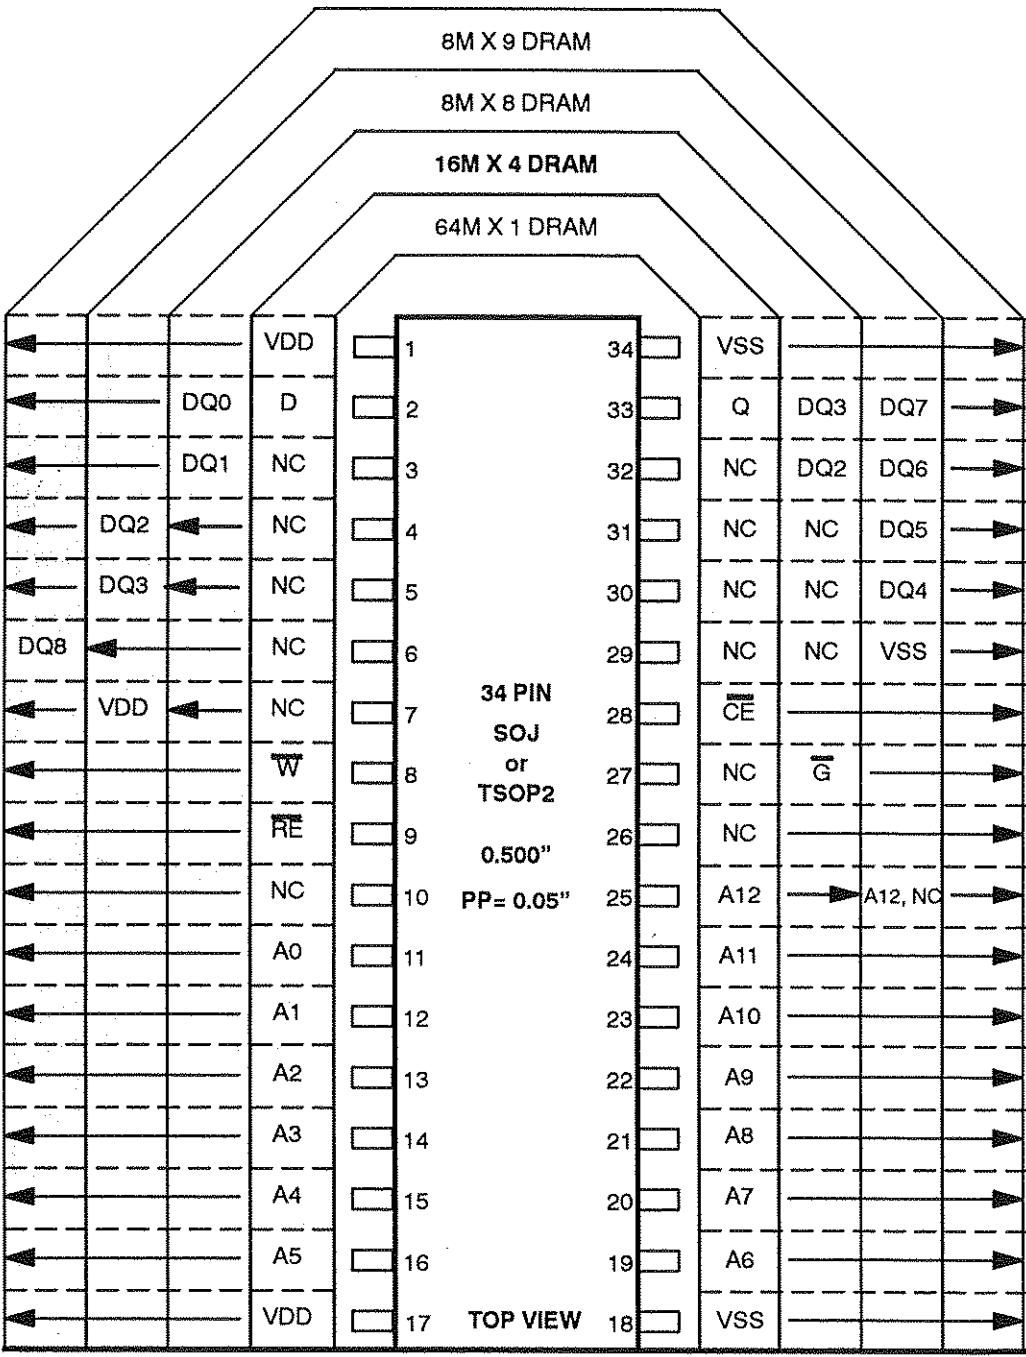 8M X 9 DRAM
8M X 8 DRAM
16M X 4 DRAM
64M X 1 DRAM
VDD 1 34 VSS
DQ0 D 2 33 Q DQ3 DQ7
DQ1 NC 3 32 NC DQ2 DQ6
DQ2 NC 4 31 NC NC DQ5
DQ3 NC 5 30 NC NC DQ4
DQ8 NC 6 29 NC NC VSS
34 PIN
VDD NC 7 28 C̅E̅
SOJ
or
W̅ 8 27 NC G̅
TSOP2
R̅E̅ 9 26 NC
0.500"
NC 10 PP= 0.05" 25 A12 A12, NC
A0 11 24 A11
A1 12 23 A10
A2 13 22 A9
A3 14 21 A8
A4 15 20 A7
A5 16 19 A6
VDD 17 TOP VIEW 18 VSS